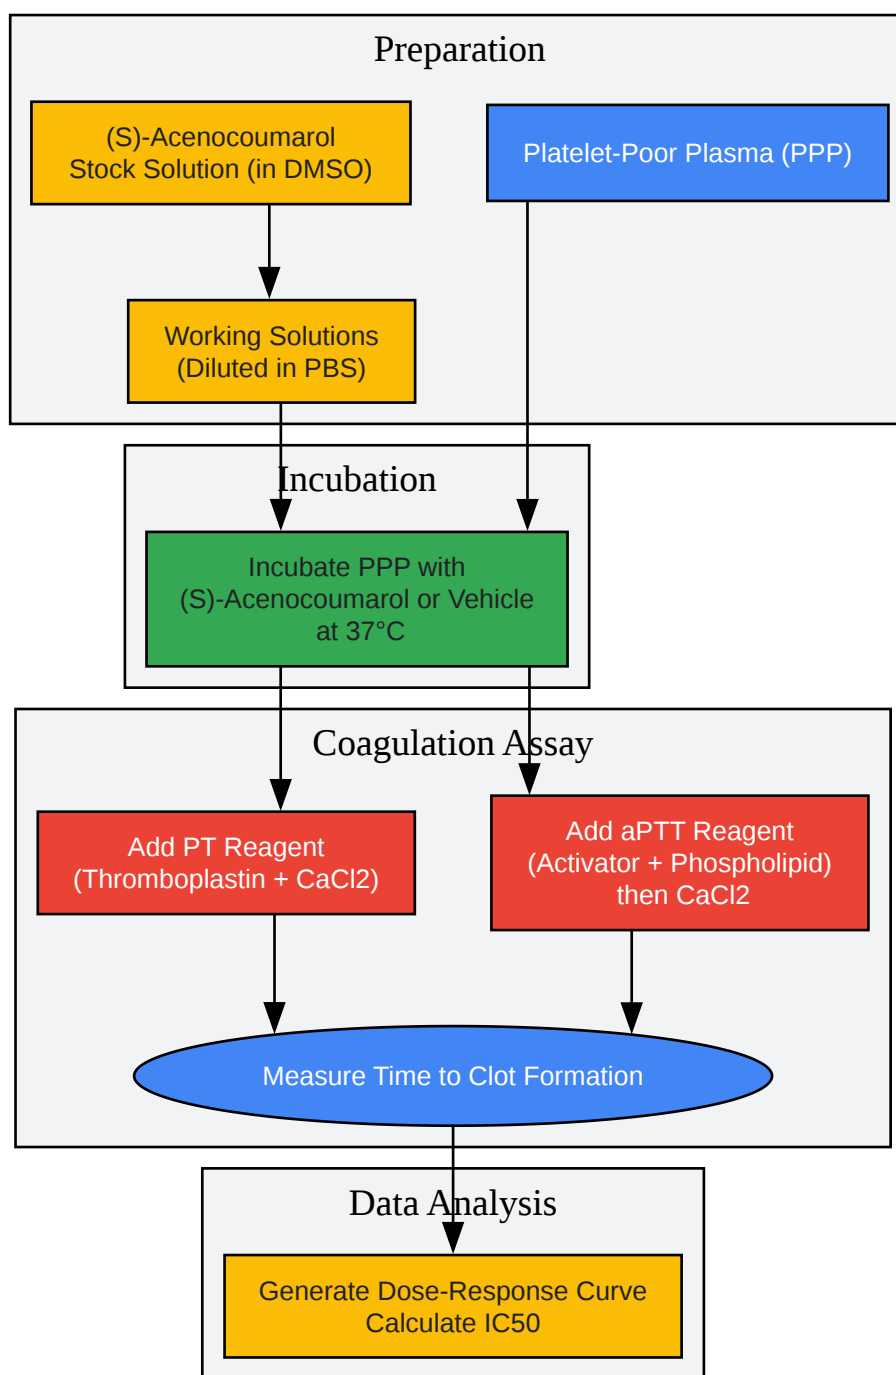 Preparation
(S)-Acenocoumarol
Stock Solution (in DMSO)
Platelet-Poor Plasma (PPP)
Working Solutions
(Diluted in PBS)
Incubation
Incubate PPP with
(S)-Acenocoumarol or Vehicle
at 37°C
Coagulation Assay
Add PT Reagent
(Thromboplastin + CaCl2)
Add aPTT Reagent
(Activator + Phospholipid)
then CaCl2
Measure Time to Clot Formation
Data Analysis
Generate Dose-Response Curve
Calculate IC50